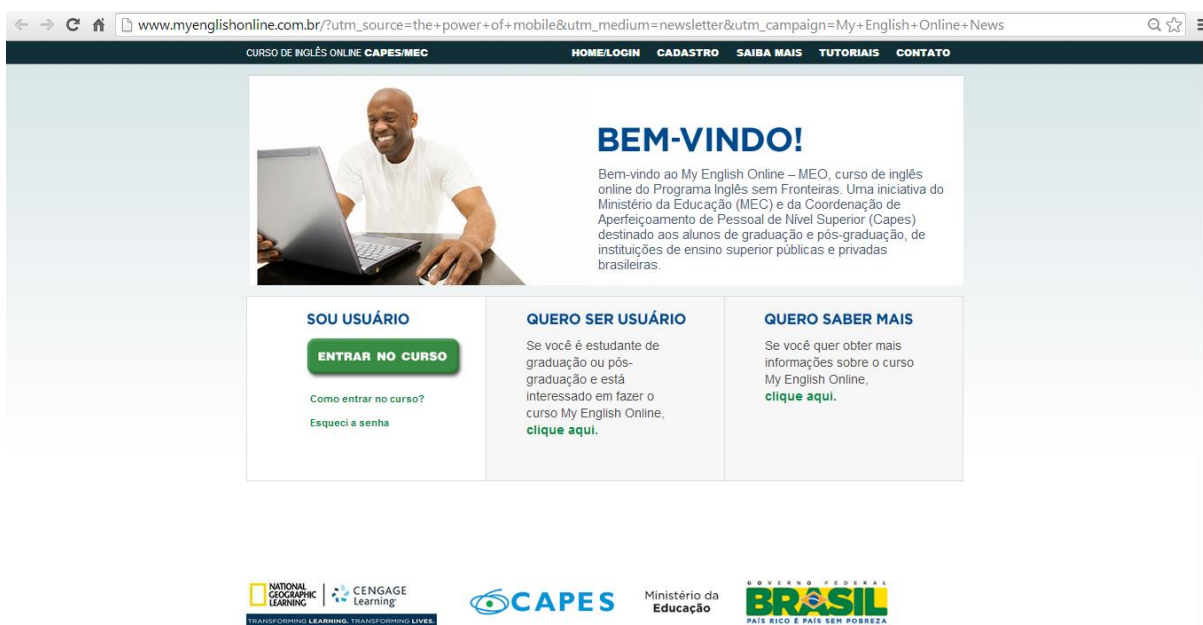 www.myenglishonline.com.br/?utm_source=the+power+of+mobile&utm_medium=newsletter&utm_campaign=My+English+Online+News
CURSO DE INGLÊS ONLINE CAPES/MEC
HOME/LOGIN CADASTRO SAIBA MAIS TUTORIAIS CONTATO
BEM-VINDO!
Bem-vindo ao My English Online – MEO, curso de inglês
online do Programa Inglês sem Fronteiras. Uma iniciativa do
Ministério da Educação (MEC) e da Coordenação de
Aperfeiçoamento de Pessoal de Nível Superior (Capes)
destinado aos alunos de graduação e pós-graduação, de
instituições de ensino superior públicas e privadas
brasileiras.
SOU USUÁRIO
ENTRAR NO CURSO
Como entrar no curso?
Esqueci a senha
QUERO SER USUÁRIO
Se você é estudante de
graduação ou pós-
graduação e está
interessado em fazer o
curso My English Online,
clique aqui.
QUERO SABER MAIS
Se você quer obter mais
informações sobre o curso
My English Online,
clique aqui.
NATIONAL
GEOGRAPHIC
LEARNING
CENGAGE
Learning
TRANSFORMING LEARNING. TRANSFORMING LIVES.
CAPES
Ministério da
Educação
GOVERNO FEDERAL
BRASIL
PAÍS RICO É PAÍS SEM POBREZA